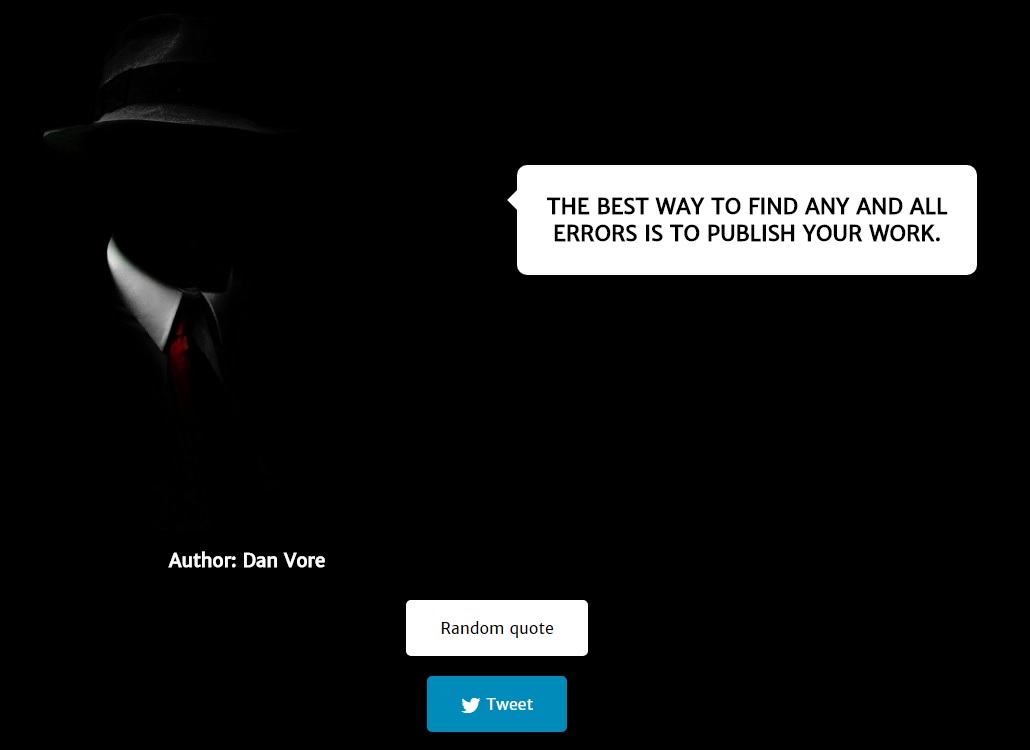 THE BEST WAY TO FIND ANY AND ALL
ERRORS IS TO PUBLISH YOUR WORK.
Author: Dan Vore
Random quote
Tweet